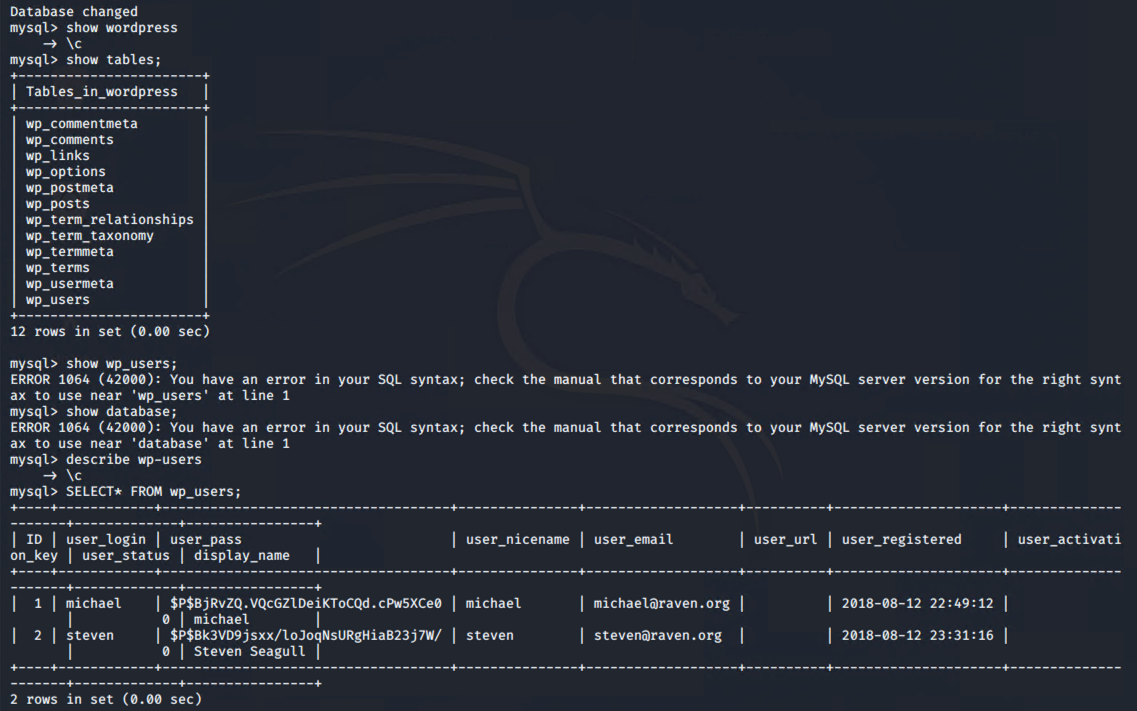 Database changed
mysql> show wordpress
    -> \c
mysql> show tables;
+-----------------------+
| Tables_in_wordpress   |
+-----------------------+
| wp_commentmeta        |
| wp_comments           |
| wp_links              |
| wp_options            |
| wp_postmeta           |
| wp_posts              |
| wp_term_relationships |
| wp_term_taxonomy      |
| wp_termmeta           |
| wp_terms              |
| wp_usermeta           |
| wp_users              |
+-----------------------+
12 rows in set (0.00 sec)

mysql> show wp_users;
ERROR 1064 (42000): You have an error in your SQL syntax; check the manual that corresponds to your MySQL server version for the right synt
ax to use near 'wp_users' at line 1
mysql> show database;
ERROR 1064 (42000): You have an error in your SQL syntax; check the manual that corresponds to your MySQL server version for the right synt
ax to use near 'database' at line 1
mysql> describe wp-users
    -> \c
mysql> SELECT* FROM wp_users;
+----+------------+------------------------------------+---------------+-------------------+----------+---------------------+--------------
-------+-------------+----------------+
| ID | user_login | user_pass                          | user_nicename | user_email        | user_url | user_registered     | user_activati
on_key | user_status | display_name   |
+----+------------+------------------------------------+---------------+-------------------+----------+---------------------+--------------
-------+-------------+----------------+
|  1 | michael    | $P$BjRvZQ.VQcGZlDeiKToCQd.cPw5XCe0 | michael       | michael@raven.org |          | 2018-08-12 22:49:12 |
       |           0 | michael        |
|  2 | steven     | $P$Bk3VD9jsxx/loJoqNsURgHiaB23j7W/ | steven        | steven@raven.org  |          | 2018-08-12 23:31:16 |
       |           0 | Steven Seagull |
+----+------------+------------------------------------+---------------+-------------------+----------+---------------------+--------------
-------+-------------+----------------+
2 rows in set (0.00 sec)